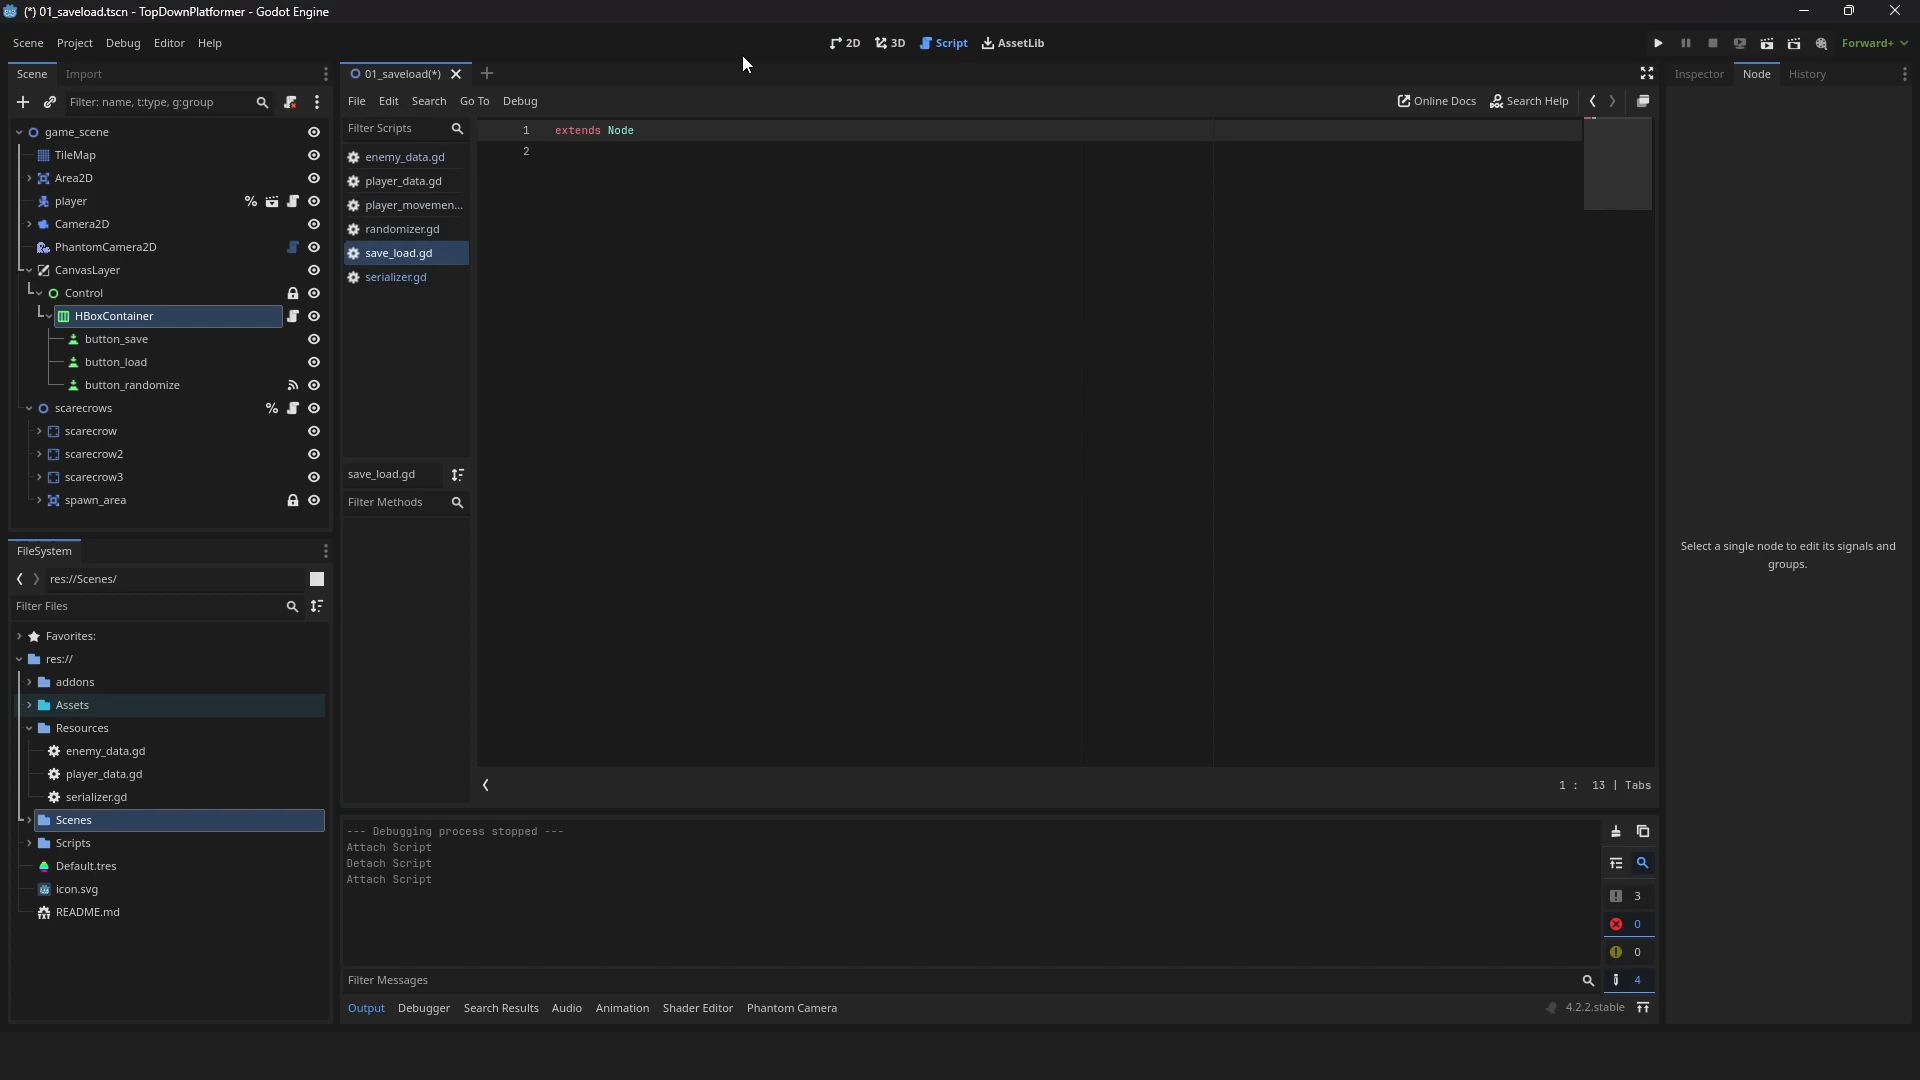 (*) 01_saveload.tscn - TopDownPlatformer - Godot Engine
Scene Project Debug Editor Help
2D 3D Script AssetLib
Forward+
Scene Import
01_saveload(*)
Inspector Node History
Filter: name, t:type, g:group
File Edit Search Go To Debug
Online Docs Search Help
game_scene
TileMap
Area2D
player
%
Camera2D
PhantomCamera2D
CanvasLayer
Control
HBoxContainer
button_save
button_load
button_randomize
scarecrows
%
scarecrow
scarecrow2
scarecrow3
spawn_area
Filter Scripts
enemy_data.gd
player_data.gd
player_movemen...
randomizer.gd
save_load.gd
serializer.gd
save_load.gd
Filter Methods
1 extends Node
2
1 : 13 | Tabs
Select a single node to edit its signals and
groups.
FileSystem
res://Scenes/
Filter Files
Favorites:
res://
addons
Assets
Resources
enemy_data.gd
player_data.gd
serializer.gd
Scenes
Scripts
Default.tres
icon.svg
README.md
--- Debugging process stopped ---
Attach Script
Detach Script
Attach Script
3
0
0
4
Filter Messages
Output Debugger Search Results Audio Animation Shader Editor Phantom Camera
4.2.2.stable